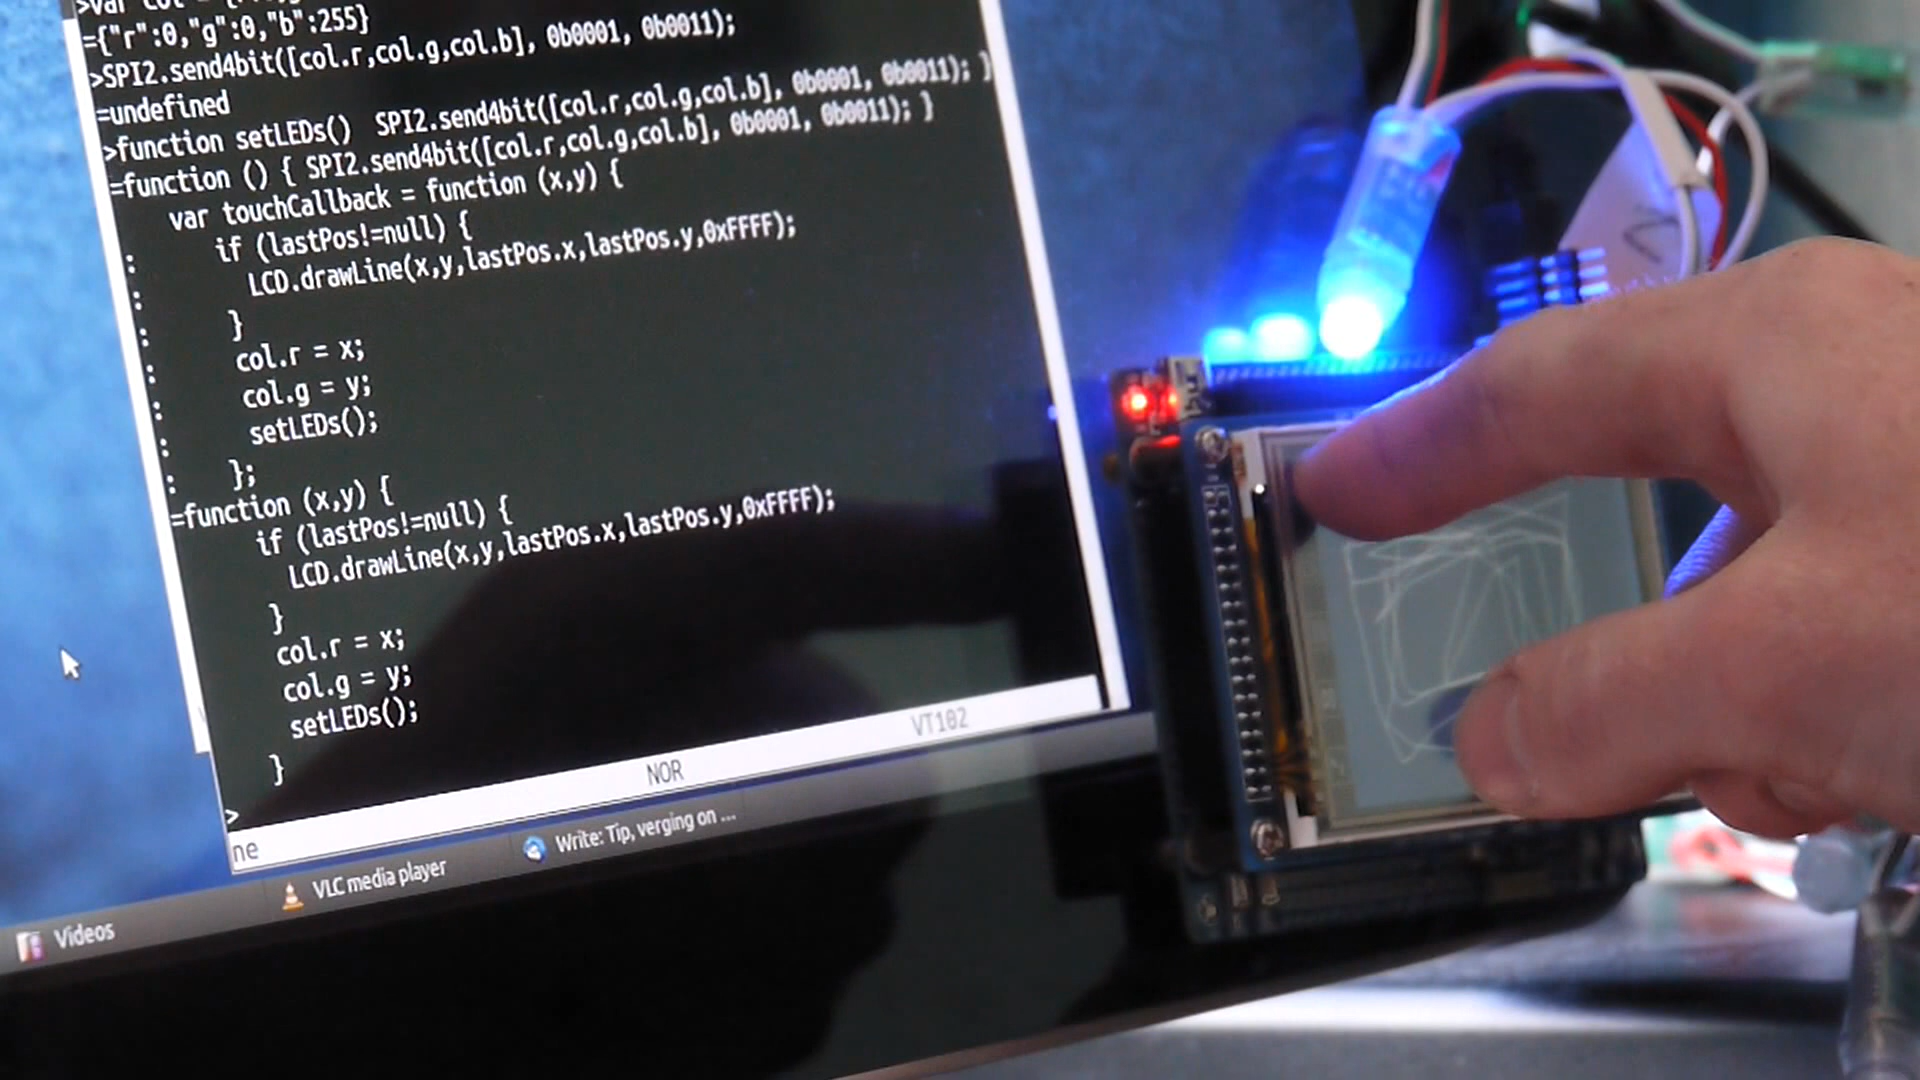 ={"r":0,"g":0,"b":255}
>SPI2.send4bit([col.r,col.g,col.b], 0b0001, 0b0011);
=undefined
>function setLEDs()  SPI2.send4bit([col.r,col.g,col.b], 0b0001, 0b0011); }
=function () { SPI2.send4bit([col.r,col.g,col.b], 0b0001, 0b0011); }
var touchCallback = function (x,y) {
: if (lastPos!=null) {
: LCD.drawLine(x,y,lastPos.x,lastPos.y,0xFFFF);
: }
: col.r = x;
: col.g = y;
: setLEDs();
: };
=function (x,y) {
if (lastPos!=null) {
LCD.drawLine(x,y,lastPos.x,lastPos.y,0xFFFF);
}
col.r = x;
col.g = y;
setLEDs();
}
>
ne NOR VT102
Videos VLC media player Write: Tip, verging on ...